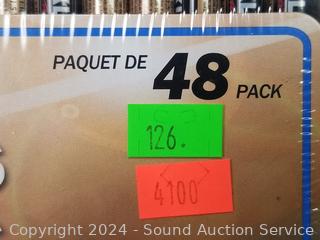 PAQUET DE 48 PACK
126.
4100
Copyright 2024 - Sound Auction Service